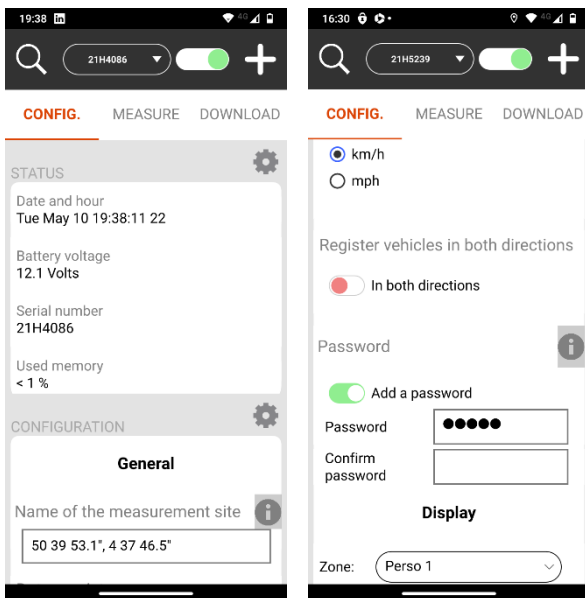 19:38 in 4G
21H4086
CONFIG. MEASURE DOWNLOAD
STATUS
Date and hour
Tue May 10 19:38:11 22
Battery voltage
12.1 Volts
Serial number
21H4086
Used memory
< 1 %
CONFIGURATION
General
Name of the measurement site i
50 39 53.1", 4 37 46.5"
16:30 4G
21H5239
CONFIG. MEASURE DOWNLOAD
km/h
mph
Register vehicles in both directions
In both directions
Password i
Add a password
Password ●●●●●
Confirm
password
Display
Zone: Perso 1